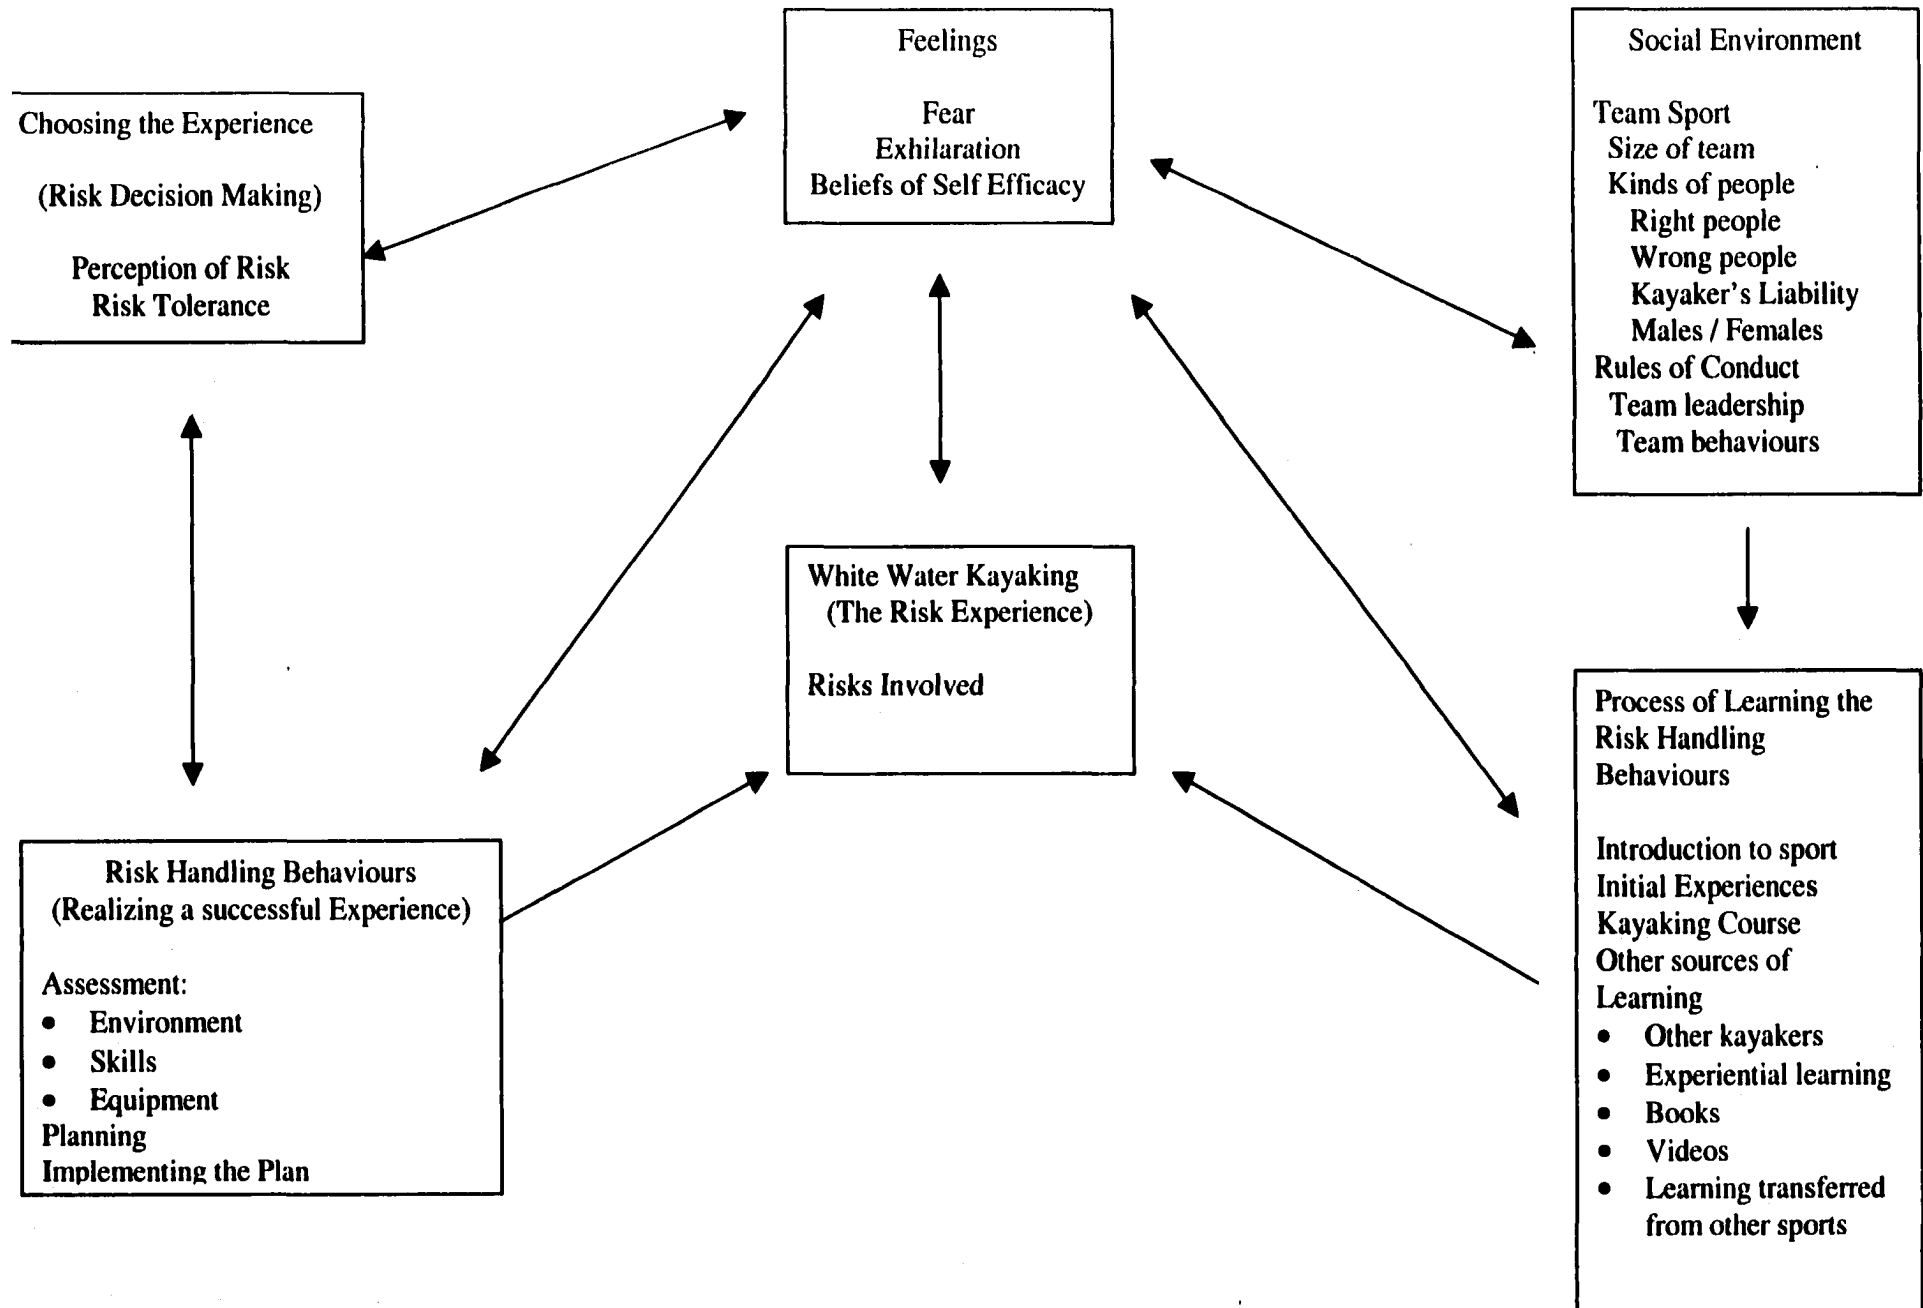 Feelings
Fear
Exhilaration
Beliefs of Self Efficacy
Social Environment
Team Sport
Size of team
Kinds of people
Right people
Wrong people
Kayaker's Liability
Males / Females
Rules of Conduct
Team leadership
Team behaviours
Choosing the Experience
(Risk Decision Making)
Perception of Risk
Risk Tolerance
White Water Kayaking
(The Risk Experience)
Risks Involved
Process of Learning the
Risk Handling
Behaviours
Introduction to sport
Initial Experiences
Kayaking Course
Other sources of
Learning
• Other kayakers
• Experiential learning
• Books
• Videos
• Learning transferred
from other sports
Risk Handling Behaviours
(Realizing a successful Experience)
Assessment:
• Environment
• Skills
• Equipment
Planning
Implementing the Plan